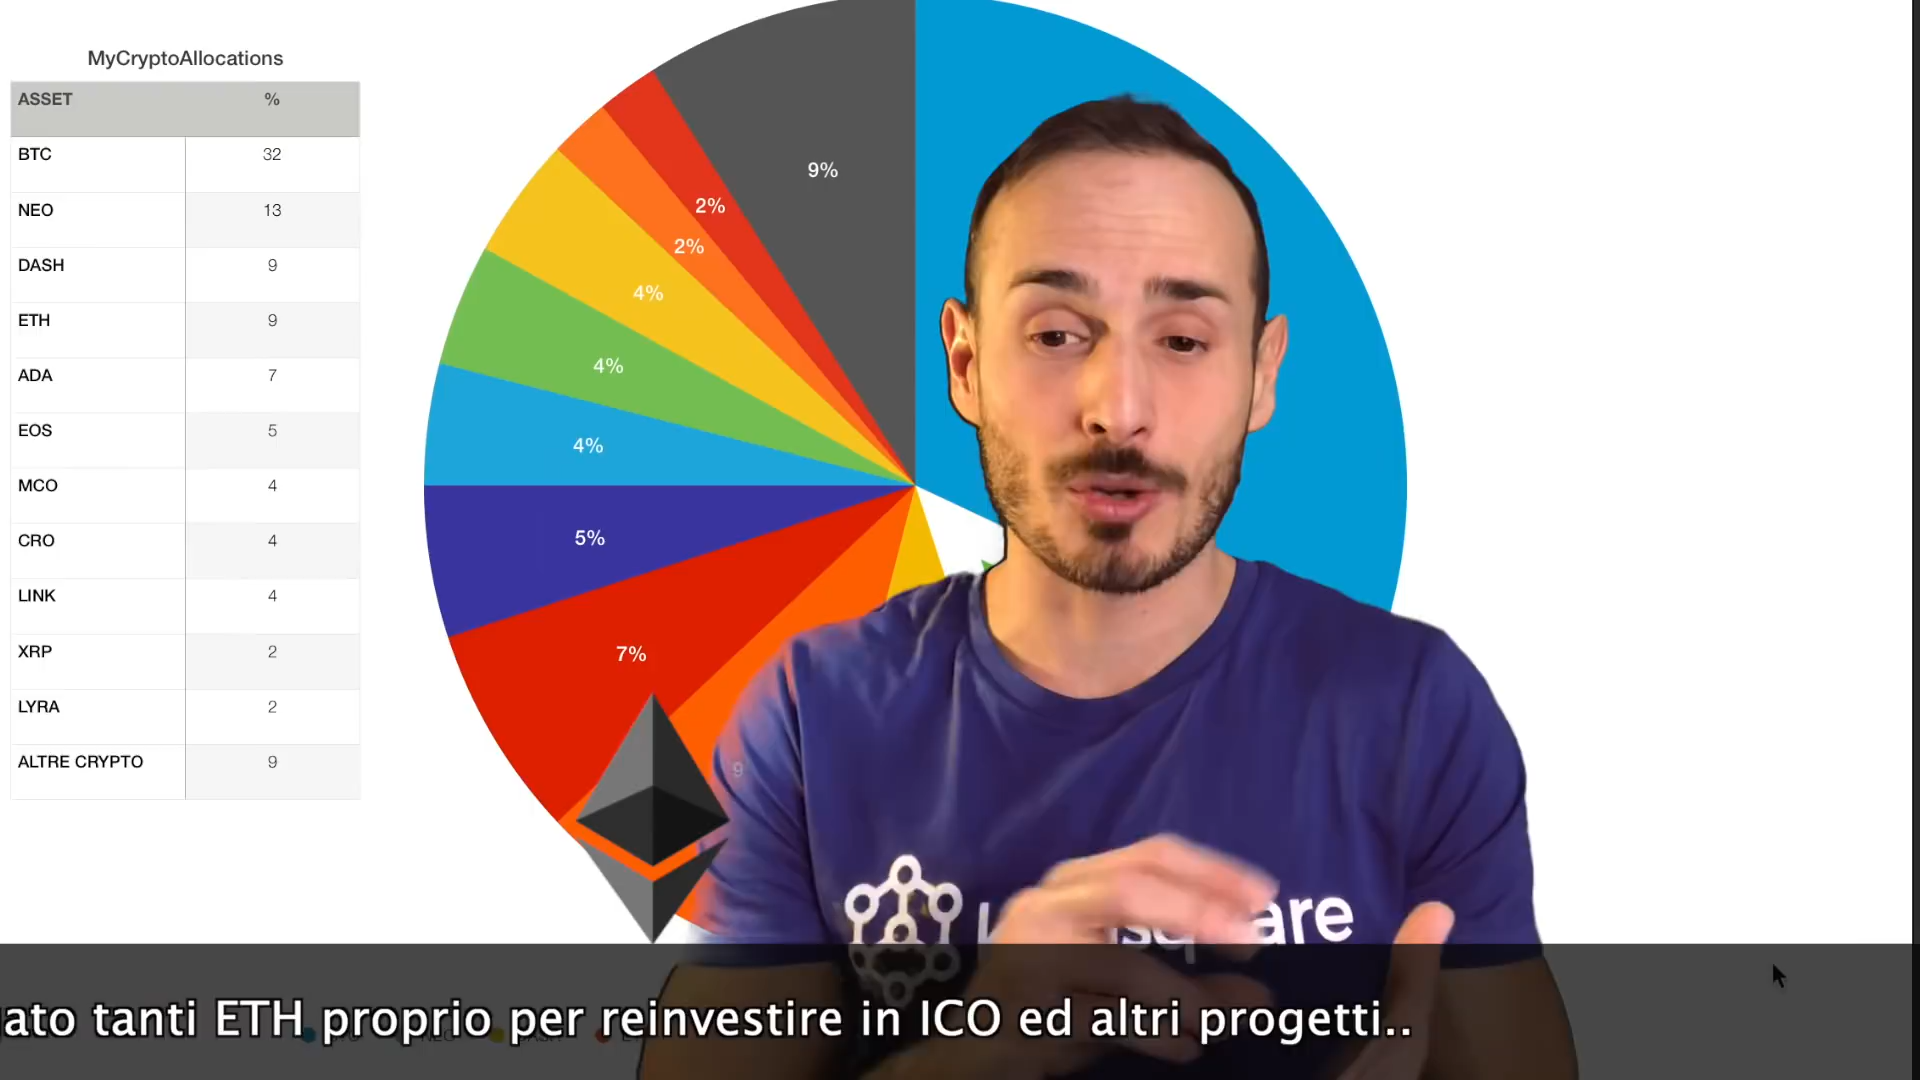 MyCryptoAllocations
ASSET %
BTC 32
NEO 13
DASH 9
ETH 9
ADA 7
EOS 5
MCO 4
CRO 4
LINK 4
XRP 2
LYRA 2
ALTRE CRYPTO 9
9%
2%
2%
4%
4%
4%
5%
7%
9
are
ato tanti ETH proprio per reinvestire in ICO ed altri progetti..